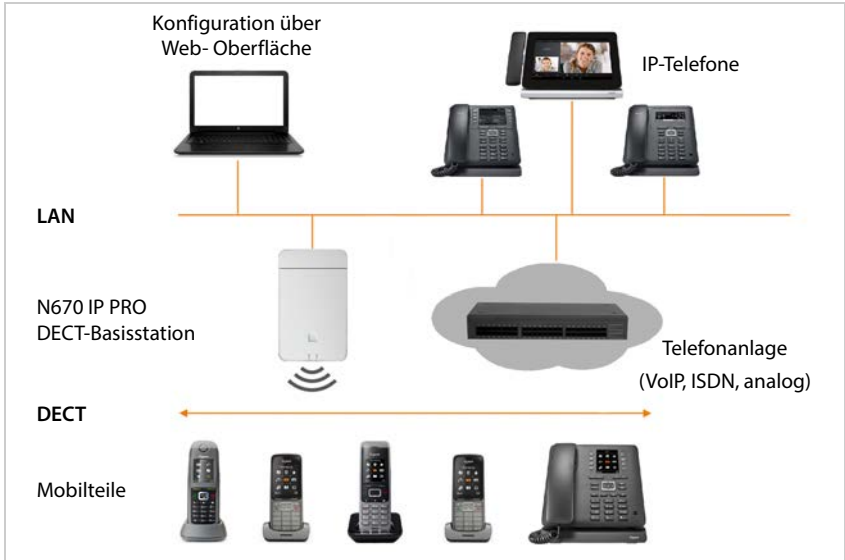 Konfiguration über
Web- Oberfläche
IP-Telefone
LAN
N670 IP PRO
DECT-Basisstation
Telefonanlage
(VoIP, ISDN, analog)
DECT
Mobilteile